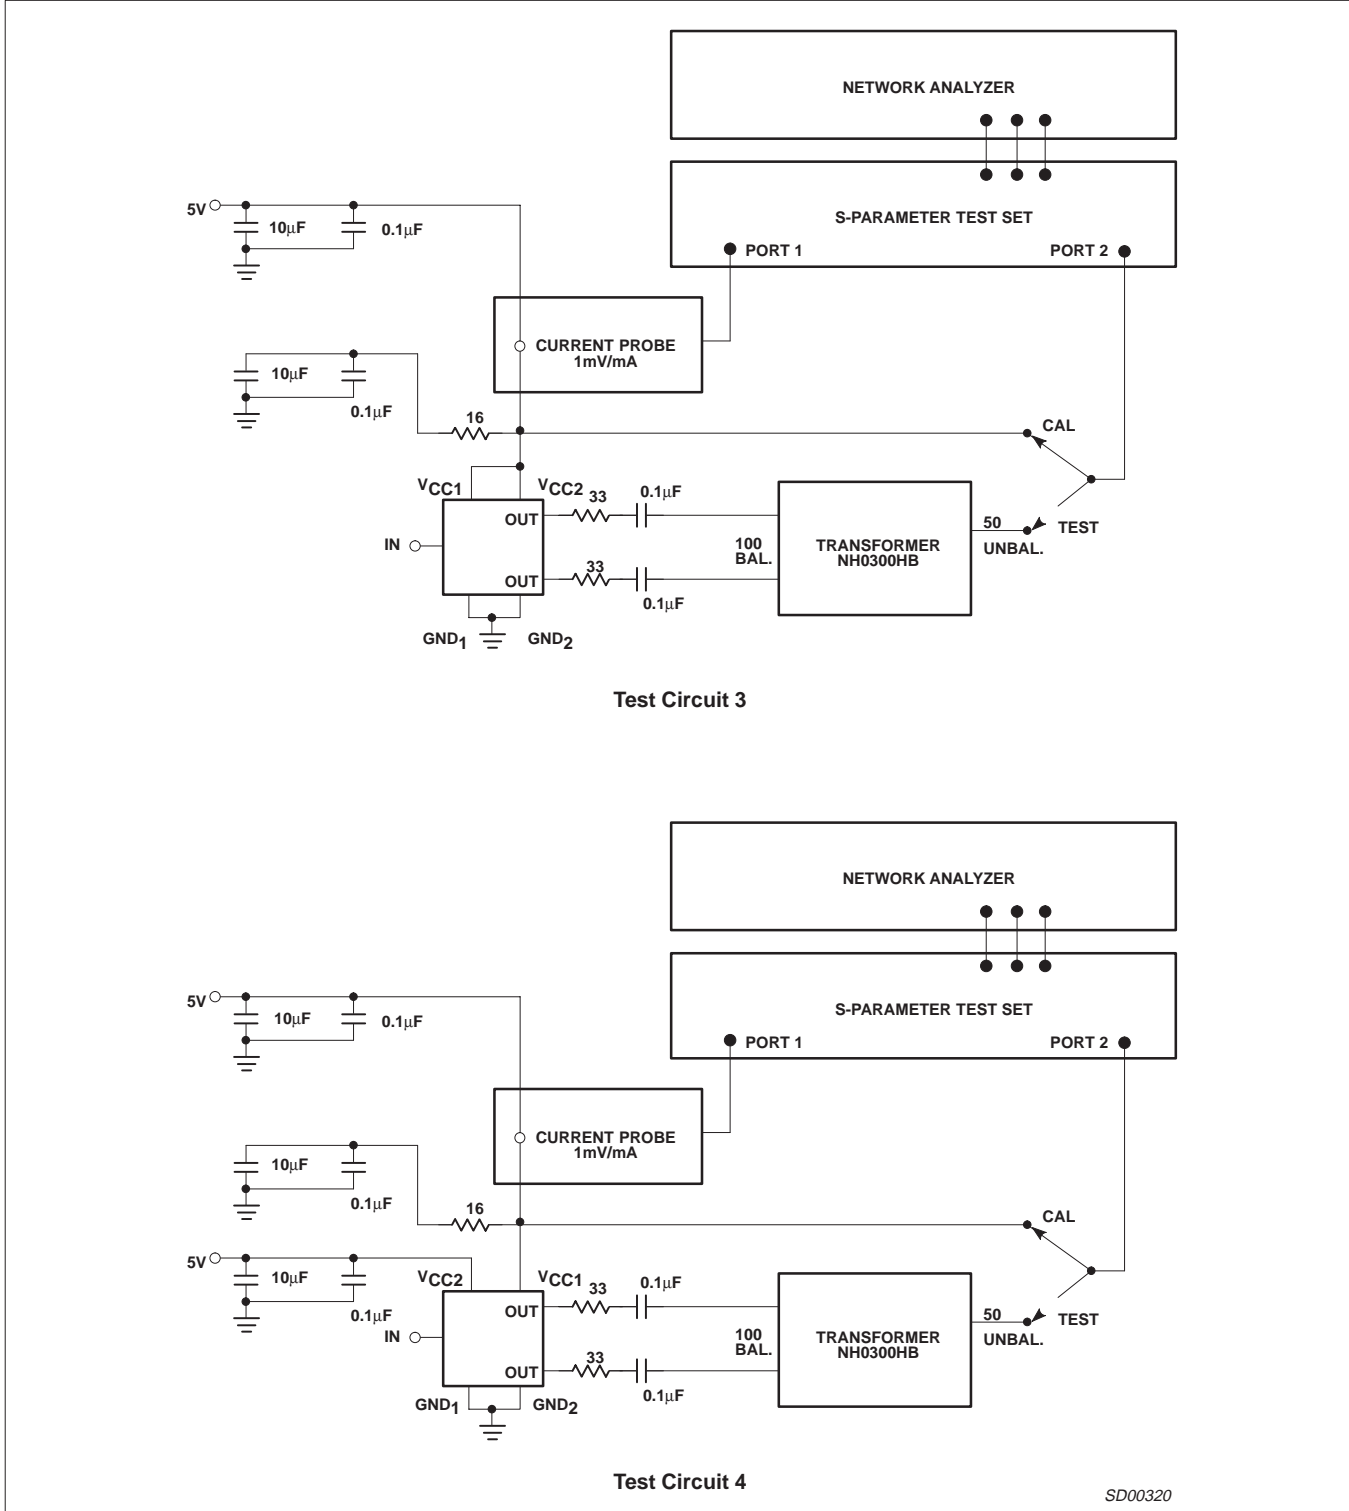 NETWORK ANALYZER
S-PARAMETER TEST SET
PORT 1
PORT 2
5V
10μF
0.1μF
CURRENT PROBE
1mV/mA
10μF
0.1μF
16
CAL
VCC1
VCC2
33
0.1μF
OUT
IN
OUT
33
0.1μF
100
BAL.
TRANSFORMER
NH0300HB
50
UNBAL.
TEST
GND1
GND2
Test Circuit 3
NETWORK ANALYZER
S-PARAMETER TEST SET
PORT 1
PORT 2
5V
10μF
0.1μF
CURRENT PROBE
1mV/mA
10μF
0.1μF
16
CAL
5V
10μF
0.1μF
VCC2
VCC1
33
0.1μF
OUT
IN
OUT
33
0.1μF
100
BAL.
TRANSFORMER
NH0300HB
50
UNBAL.
TEST
GND1
GND2
Test Circuit 4
SD00320